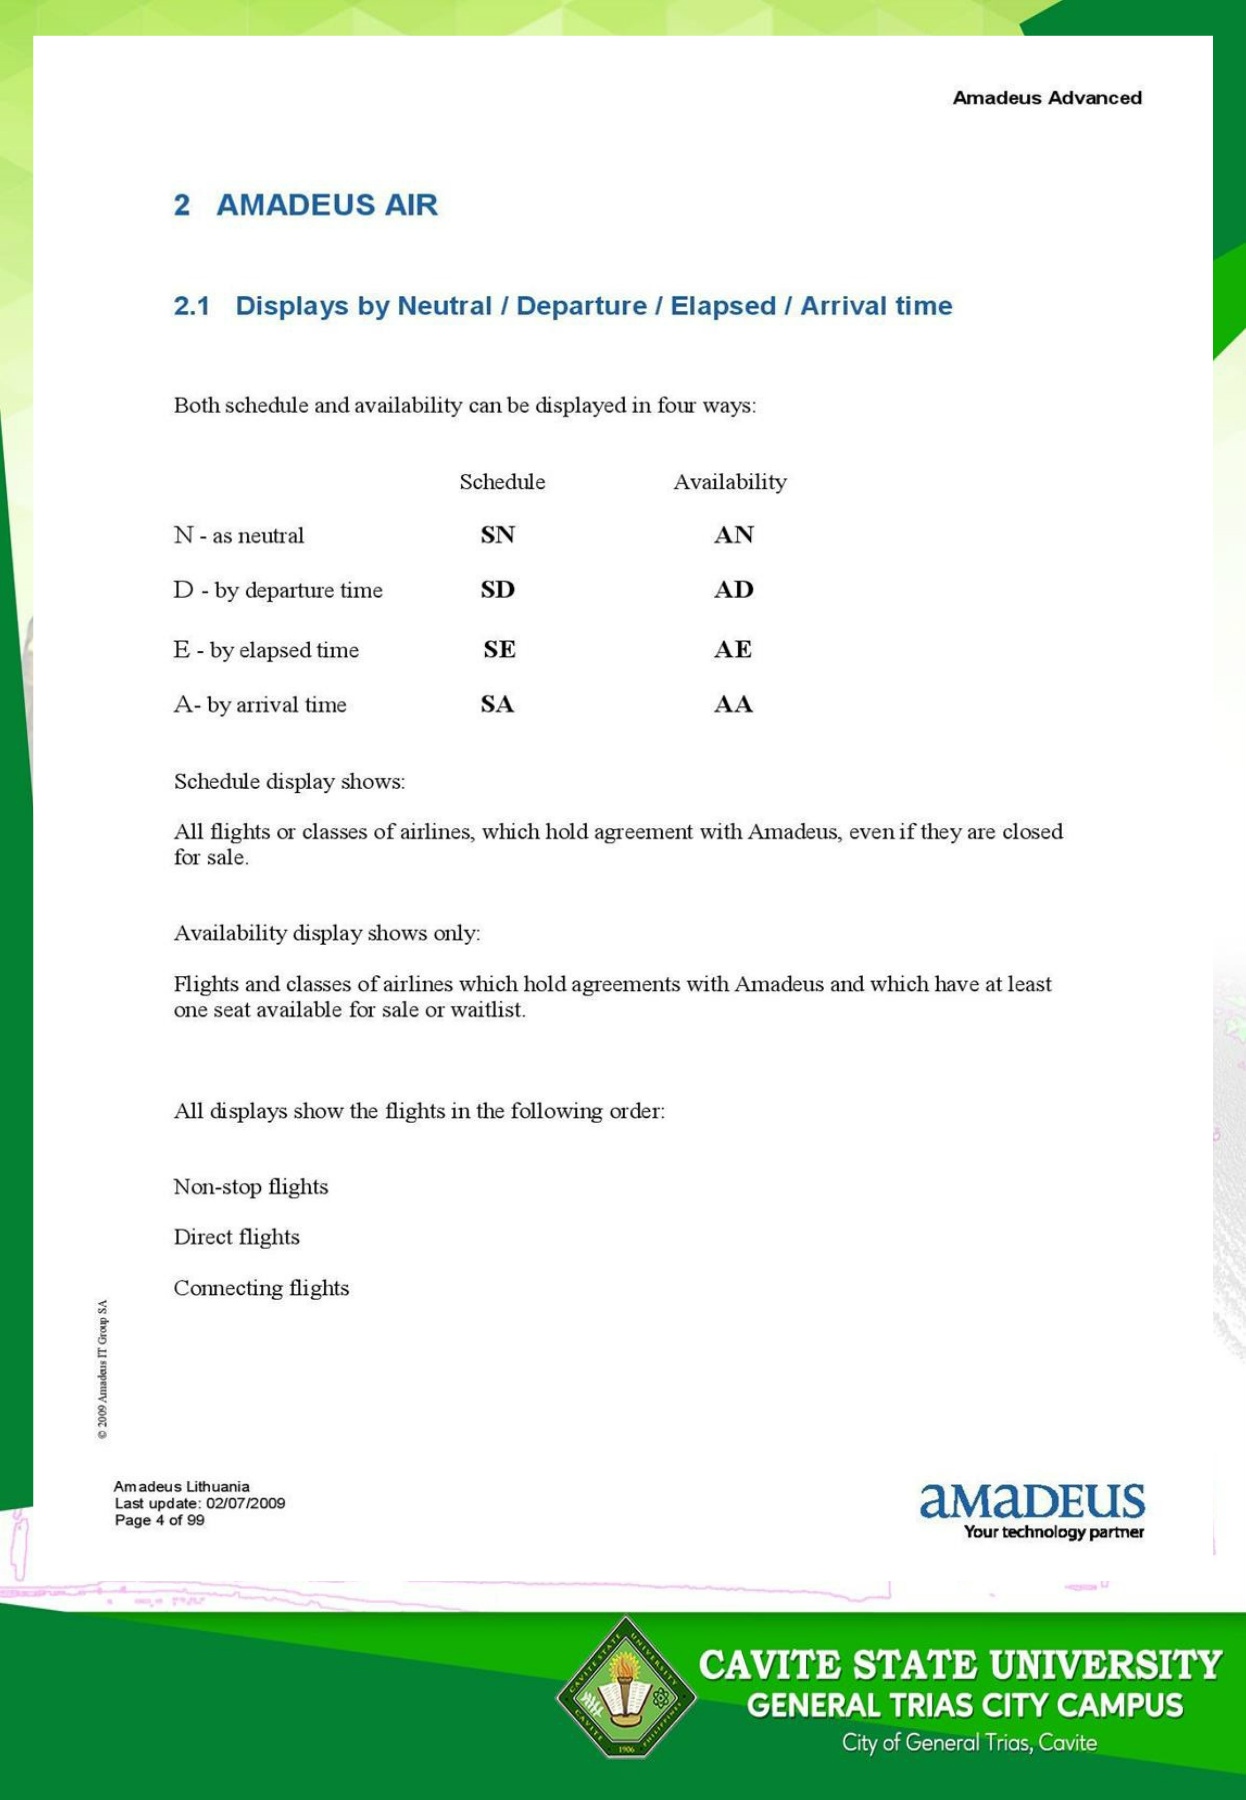 Amadeus Advanced
2 AMADEUS AIR
2.1 Displays by Neutral / Departure / Elapsed / Arrival time
Both schedule and availability can be displayed in four ways:
Schedule Availability
N - as neutral SN AN
D - by departure time SD AD
E - by elapsed time SE AE
A- by arrival time SA AA
Schedule display shows:
All flights or classes of airlines, which hold agreement with Amadeus, even if they are closed
for sale.
Availability display shows only:
Flights and classes of airlines which hold agreements with Amadeus and which have at least
one seat available for sale or waitlist.
All displays show the flights in the following order:
Non-stop flights
Direct flights
Connecting flights
© 2009 Amadeus IT Group SA
Amadeus Lithuania
Last update: 02/07/2009
Page 4 of 99
amaDEUS
Your technology partner
CAVITE STATE UNIVERSITY
CAVITE PHILIPPINES
1906
CAVITE STATE UNIVERSITY
GENERAL TRIAS CITY CAMPUS
City of General Trias, Cavite